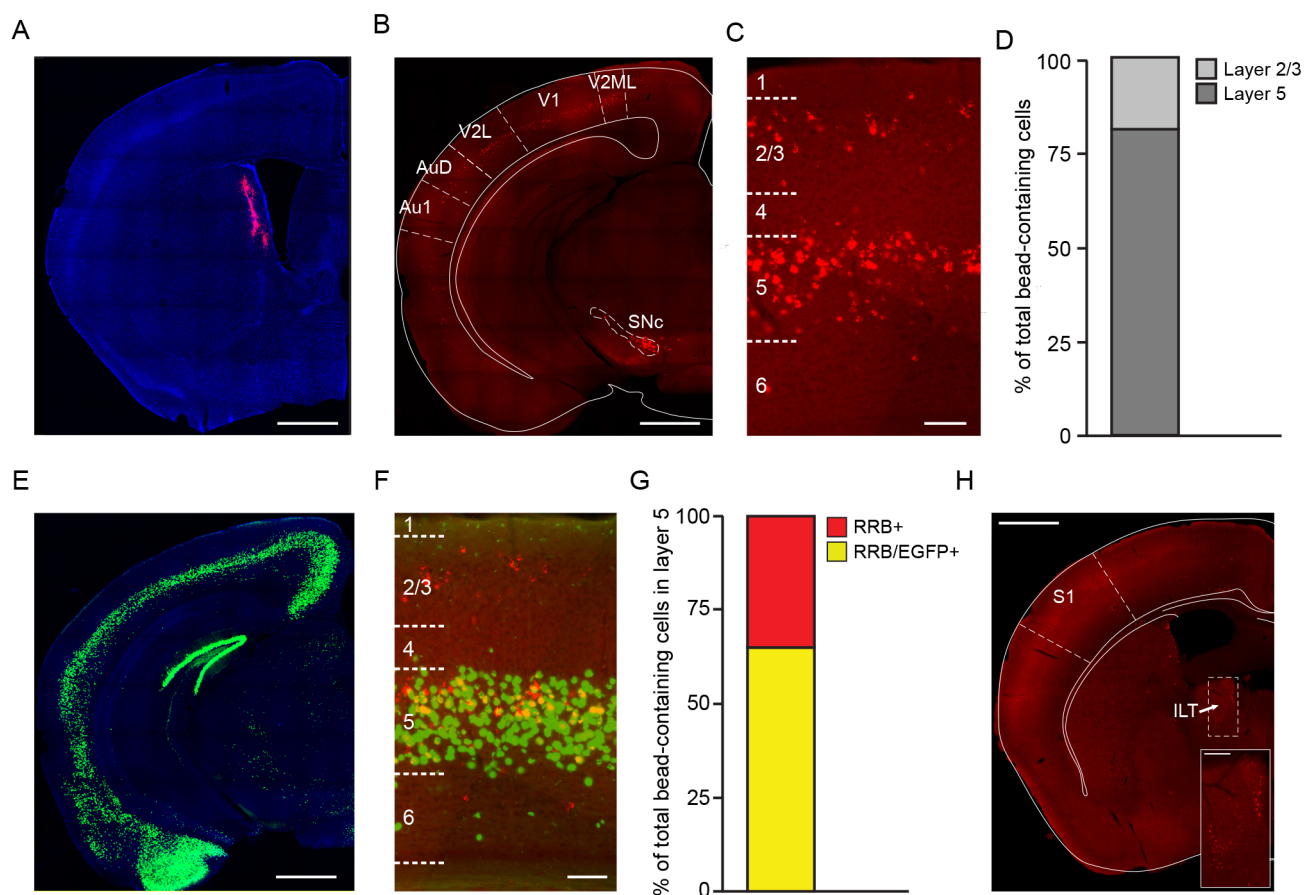 A
B
V2ML
V1
V2L
AuD
Au1
SNc
C
1
2/3
4
5
6
D
100
75
50
25
0
% of total bead-containing cells
Layer 2/3
Layer 5
E
F
1
2/3
4
5
6
G
100
75
50
25
0
% of total bead-containing cells in layer 5
RRB+
RRB/EGFP+
H
S1
ILT